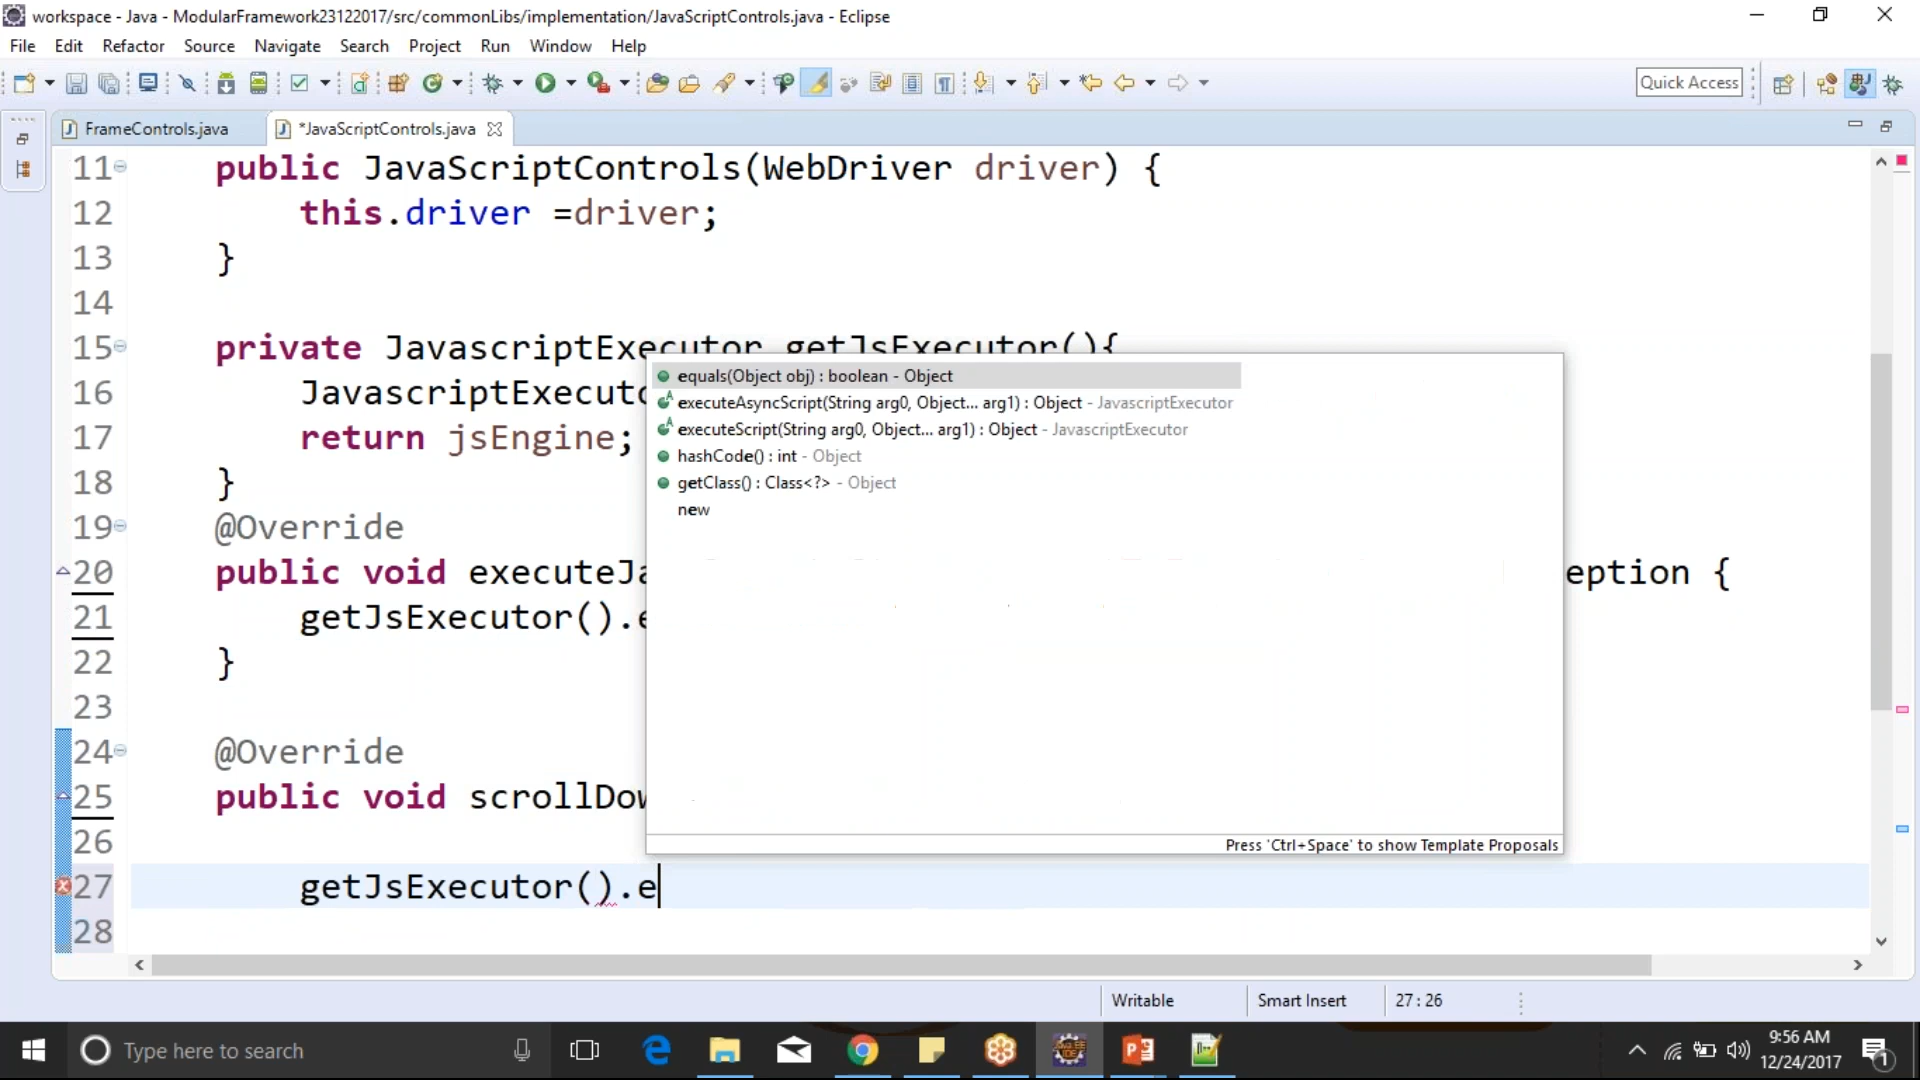 workspace - Java - ModularFramework23122017/src/commonLibs/implementation/JavaScriptControls.java - Eclipse
File Edit Refactor Source Navigate Search Project Run Window Help
Quick Access
FrameControls.java *JavaScriptControls.java
11 public JavaScriptControls(WebDriver driver) {
12 this.driver =driver;
13 }
14
15 private JavascriptExecutor getJsExecutor(){
16 JavascriptExecuto
17 return jsEngine;
18 }
19 @Override
20 public void executeJa eption {
21 getJsExecutor().e
22 }
23
24 @Override
25 public void scrollDow
26
27 getJsExecutor().e
28
equals(Object obj) : boolean - Object
executeAsyncScript(String arg0, Object... arg1) : Object - JavascriptExecutor
executeScript(String arg0, Object... arg1) : Object - JavascriptExecutor
hashCode() : int - Object
getClass() : Class<?> - Object
new
Press 'Ctrl+Space' to show Template Proposals
Writable Smart Insert 27 : 26
Type here to search
9:56 AM
12/24/2017
1